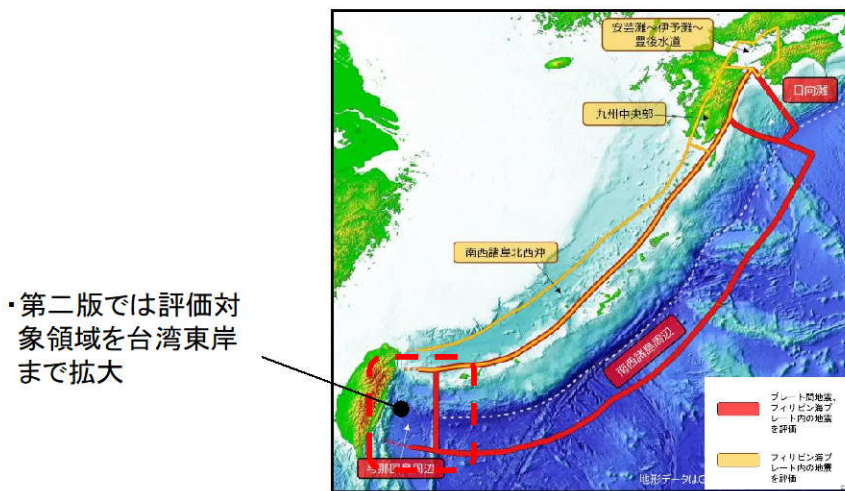 安芸灘～伊予灘～
豊後水道
日向灘
九州中央部
南西諸島北西沖
・第二版では評価対
象領域を台湾東岸
まで拡大
南西諸島周辺
与那国島周辺
プレート間地震、
フィリピン海プ
レート内の地震
を評価
フィリピン海プ
レート内の地震
を評価
地形データは